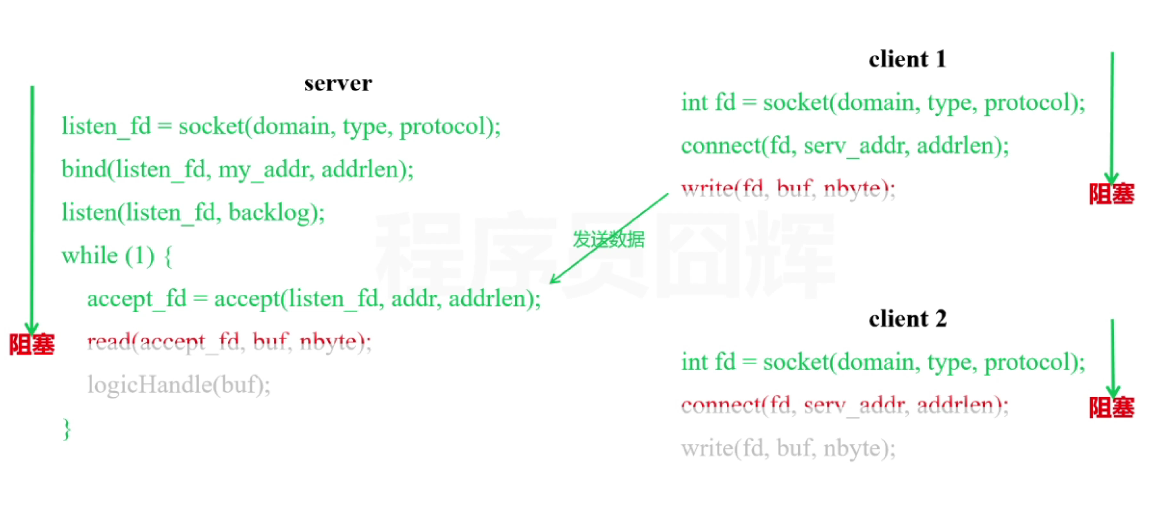 server
listen_fd = socket(domain, type, protocol);
bind(listen_fd, my_addr, addrlen);
listen(listen_fd, backlog);
while (1) {
accept_fd = accept(listen_fd, addr, addrlen);
read(accept_fd, buf, nbyte);
logicHandle(buf);
}
阻塞
发送数据
程序员囧辉
client 1
int fd = socket(domain, type, protocol);
connect(fd, serv_addr, addrlen);
write(fd, buf, nbyte);
阻塞
client 2
int fd = socket(domain, type, protocol);
connect(fd, serv_addr, addrlen);
阻塞
write(fd, buf, nbyte);